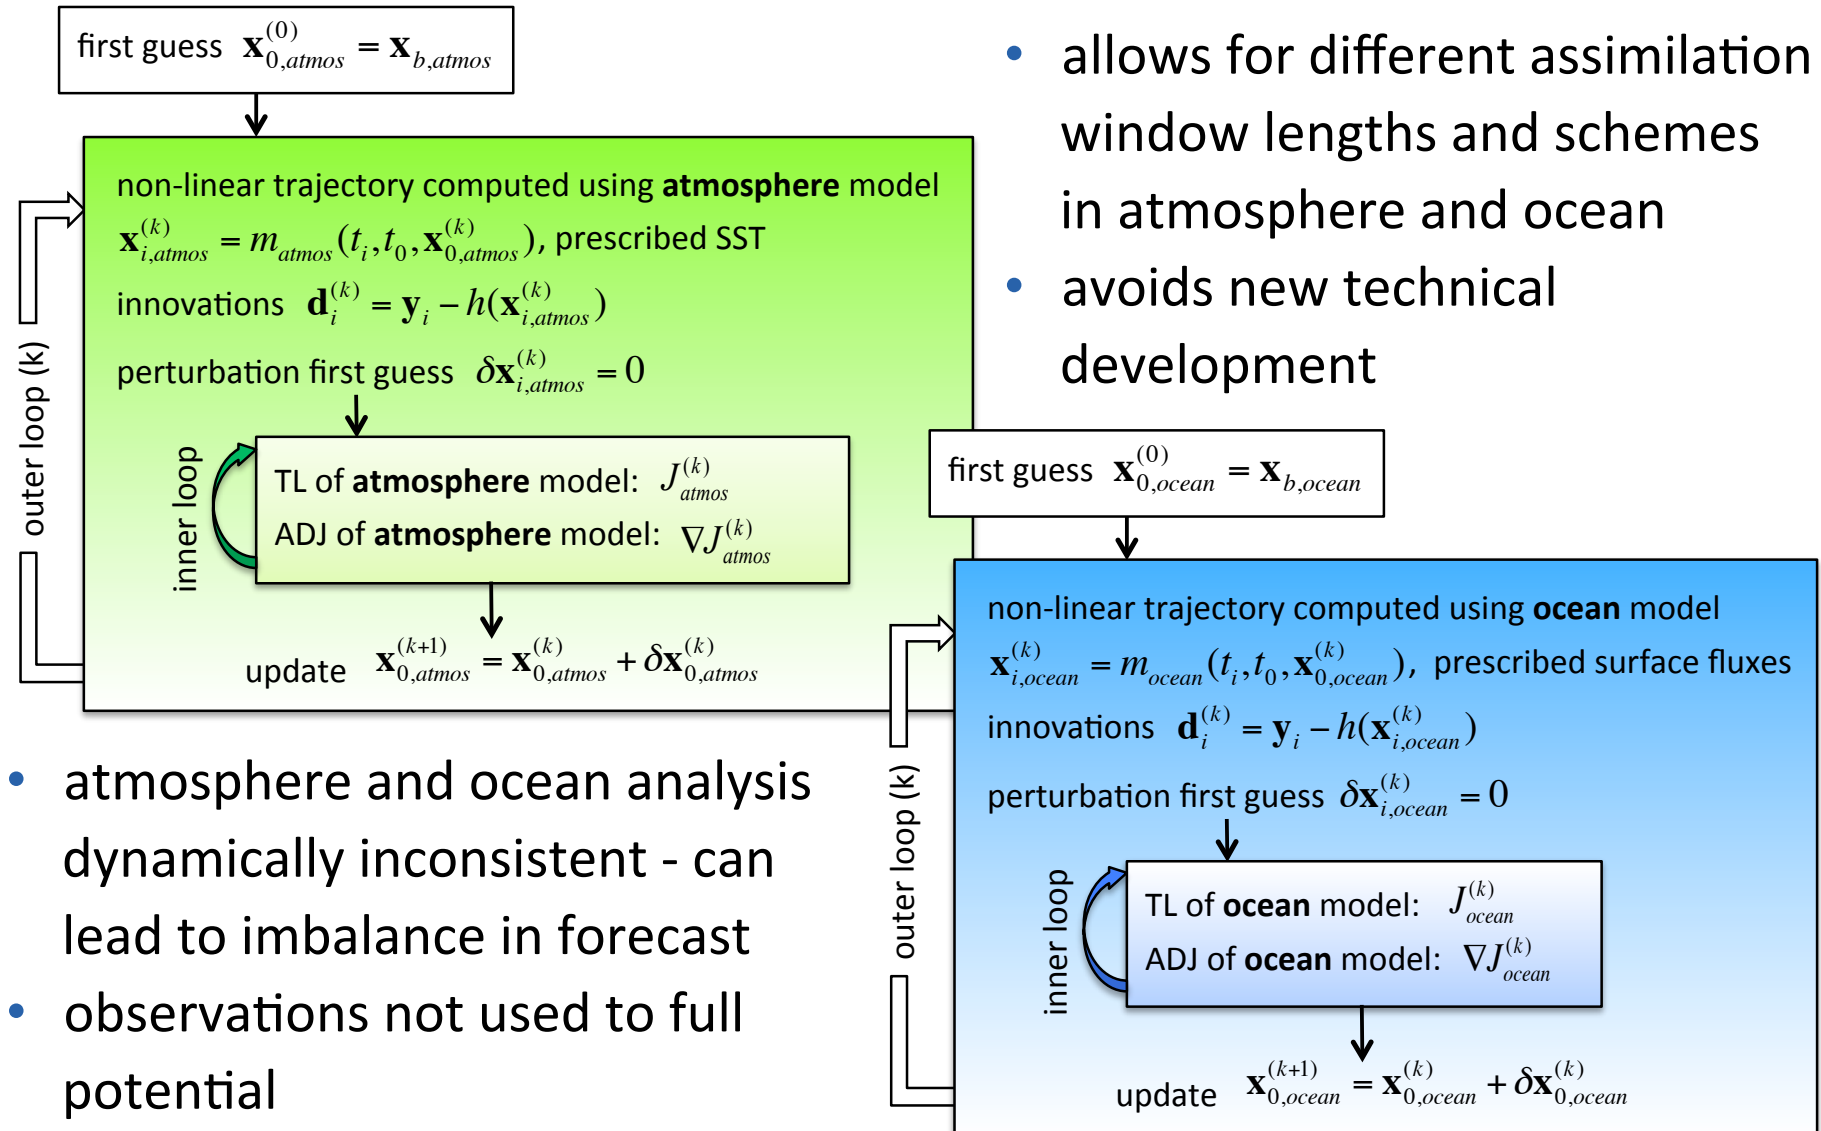 first guess x_{0,atmos}^{(0)} = x_{b,atmos}
non-linear trajectory computed using atmosphere model
x_{i,atmos}^{(k)} = m_{atmos}(t_i,t_0,x_{0,atmos}^{(k)}), prescribed SST
innovations d_i^{(k)} = y_i − h(x_{i,atmos}^{(k)})
perturbation first guess δx_{i,atmos}^{(k)} = 0
outer loop (k)
inner loop
TL of atmosphere model: J_{atmos}^{(k)}
ADJ of atmosphere model: ∇J_{atmos}^{(k)}
update x_{0,atmos}^{(k+1)} = x_{0,atmos}^{(k)} + δx_{0,atmos}^{(k)}
• allows for different assimilation
window lengths and schemes
in atmosphere and ocean
• avoids new technical
development
first guess x_{0,ocean}^{(0)} = x_{b,ocean}
non-linear trajectory computed using ocean model
x_{i,ocean}^{(k)} = m_{ocean}(t_i,t_0,x_{0,ocean}^{(k)}), prescribed surface fluxes
innovations d_i^{(k)} = y_i − h(x_{i,ocean}^{(k)})
perturbation first guess δx_{i,ocean}^{(k)} = 0
outer loop (k)
inner loop
TL of ocean model: J_{ocean}^{(k)}
ADJ of ocean model: ∇J_{ocean}^{(k)}
update x_{0,ocean}^{(k+1)} = x_{0,ocean}^{(k)} + δx_{0,ocean}^{(k)}
• atmosphere and ocean analysis
dynamically inconsistent - can
lead to imbalance in forecast
• observations not used to full
potential